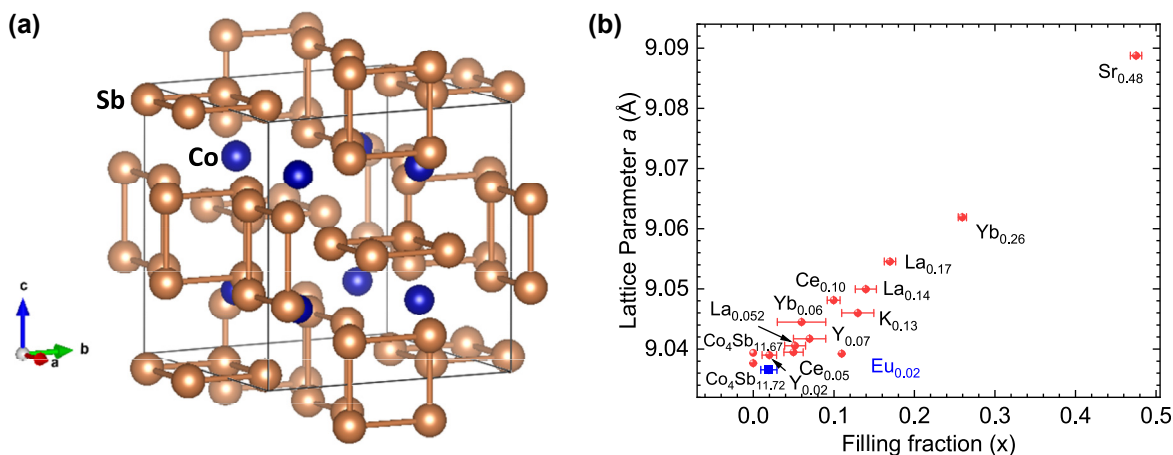 (a)
Sb
Co
c
b
a
(b)
Lattice Parameter a (Å)
9.09
9.08
9.07
9.06
9.05
9.04
Sr0.48
Yb0.26
La0.17
Ce0.10
La0.14
Yb0.06
K0.13
La0.052
Y0.07
Co4Sb11.67
Eu0.02
Ce0.05
Co4Sb11.72
Y0.02
0.0 0.1 0.2 0.3 0.4 0.5
Filling fraction (x)